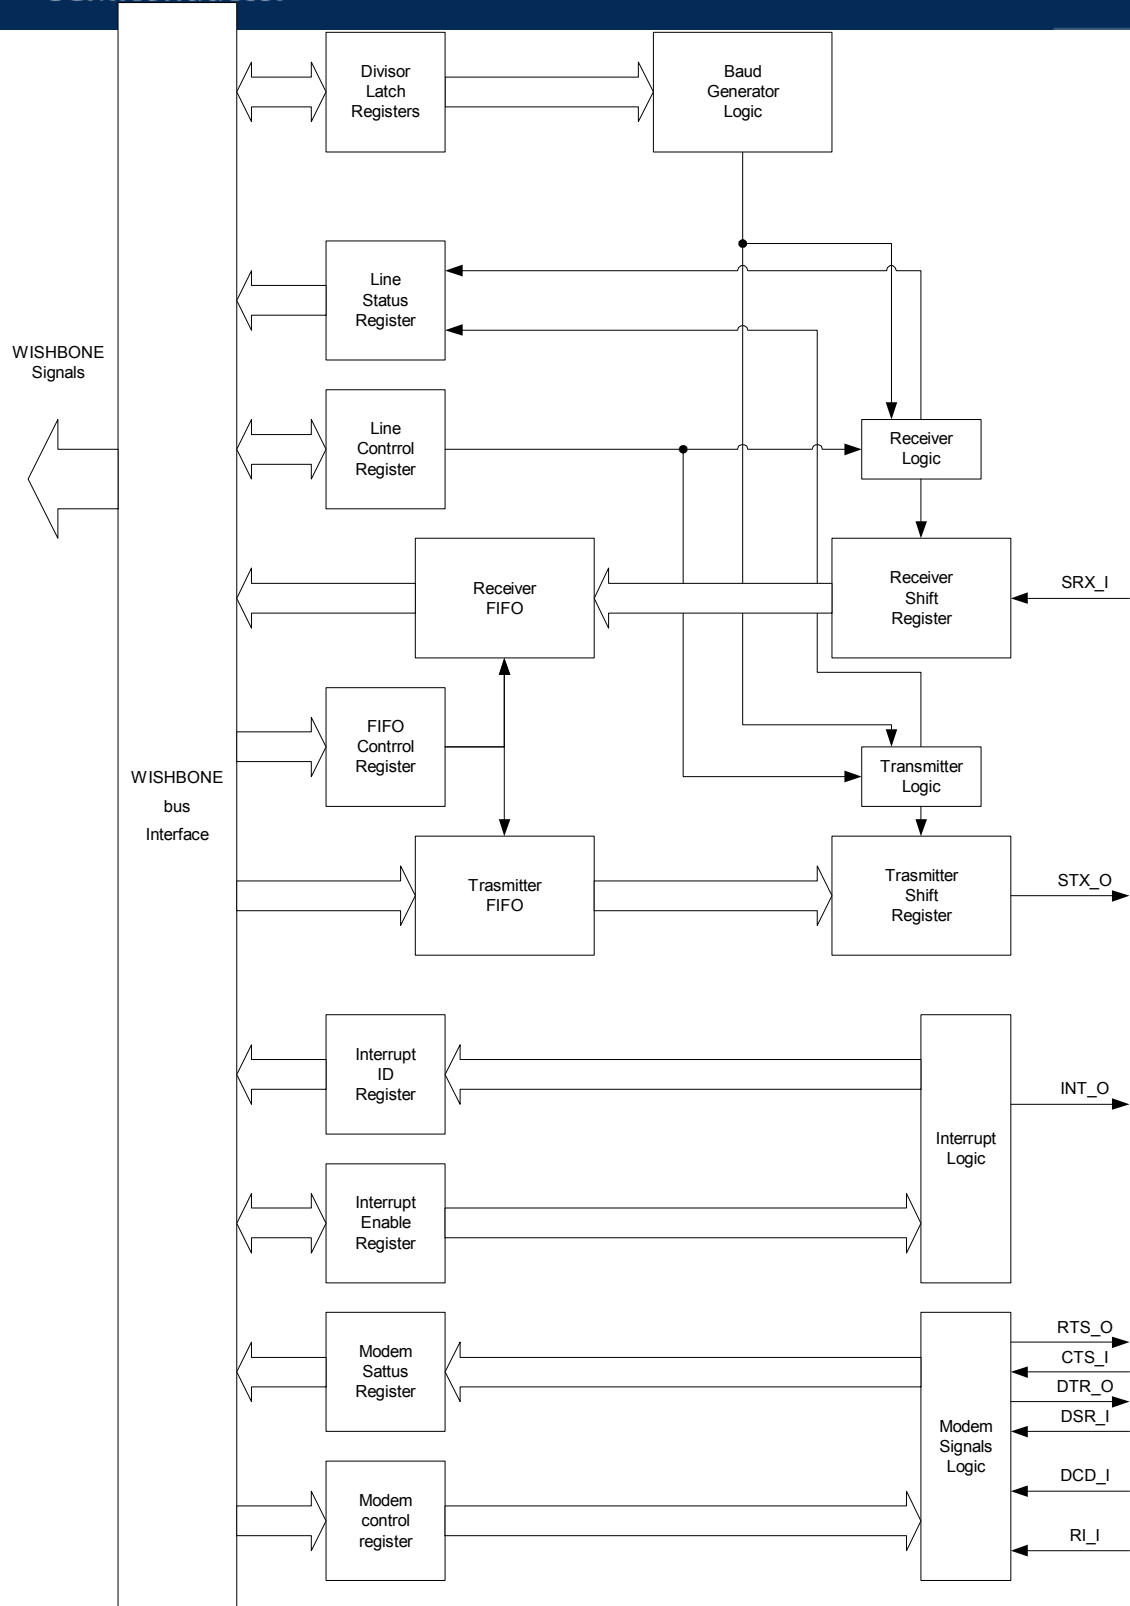 Divisor
Latch
Registers
Baud
Generator
Logic
Line
Status
Register
WISHBONE
Signals
Line
Contrrol
Register
Receiver
Logic
Receiver
FIFO
Receiver
Shift
Register
SRX_I
FIFO
Contrrol
Register
WISHBONE
bus
Interface
Transmitter
Logic
Trasmitter
FIFO
Trasmitter
Shift
Register
STX_O
Interrupt
ID
Register
INT_O
Interrupt
Logic
Interrupt
Enable
Register
Modem
Sattus
Register
RTS_O
CTS_I
DTR_O
DSR_I
Modem
Signals
Logic
DCD_I
RI_I
Modem
control
register